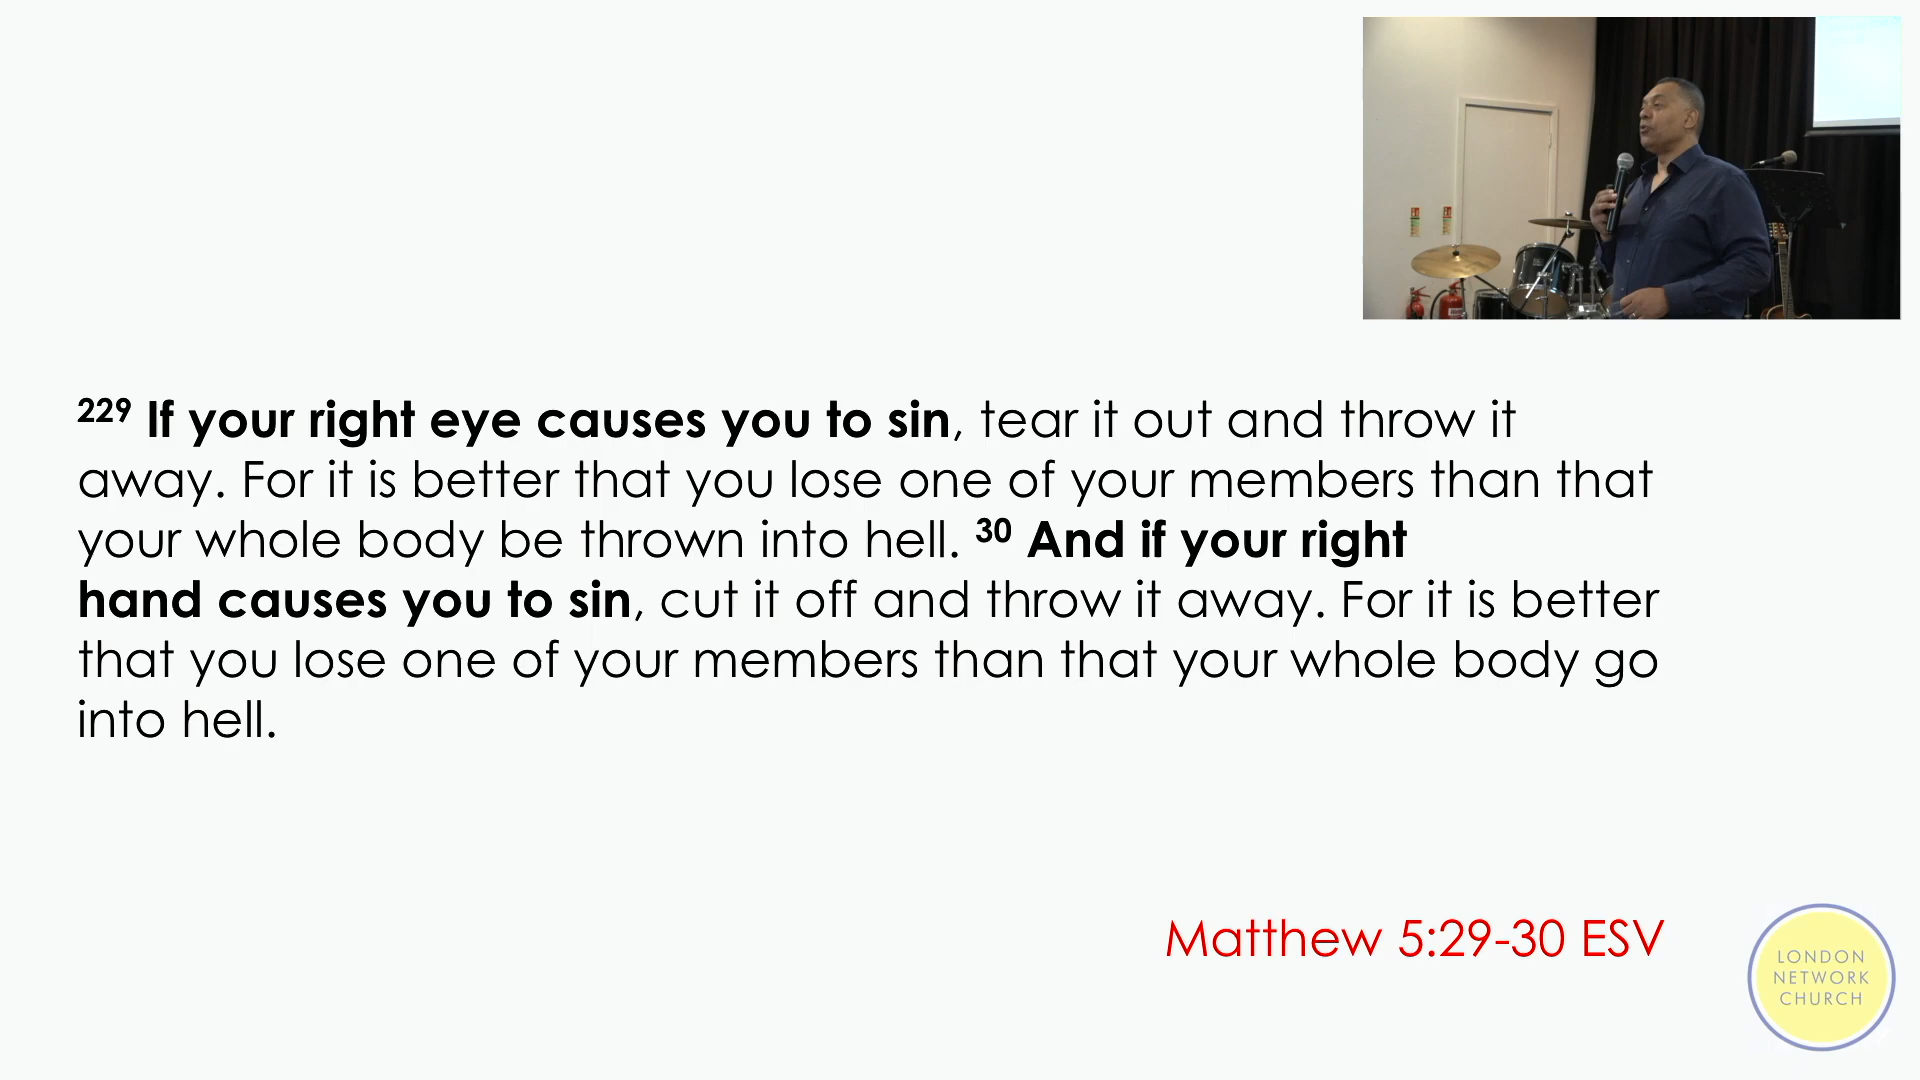 229 If your right eye causes you to sin, tear it out and throw it
away. For it is better that you lose one of your members than that
your whole body be thrown into hell. 30 And if your right
hand causes you to sin, cut it off and throw it away. For it is better
that you lose one of your members than that your whole body go
into hell.
Matthew 5:29-30 ESV
LONDON
NETWORK
CHURCH